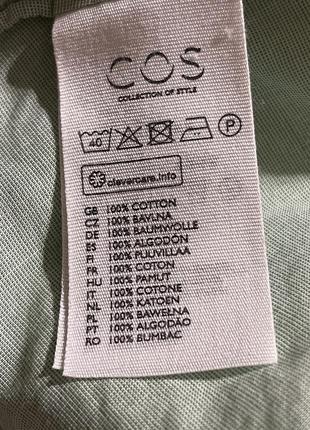 COS
COLLECTION OF STYLE
40 P
clevercare.info
GB 100% COTTON
CZ 100% BAVLNA
DE 100% BAUMWOLLE
ES 100% ALGODÓN
FI 100% PUUVILLAA
FR 100% COTON
HU 100% PAMUT
IT 100% COTONE
NL 100% KATOEN
PL 100% BAWEŁNA
PT 100% ALGODÃO
RO 100% BUMBAC